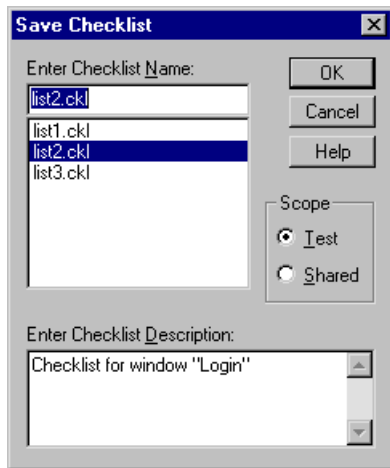 Save Checklist
Enter Checklist Name:
list2.ckl
list1.ckl
list2.ckl
list3.ckl
OK
Cancel
Help
Scope
Test
Shared
Enter Checklist Description:
Checklist for window "Login"